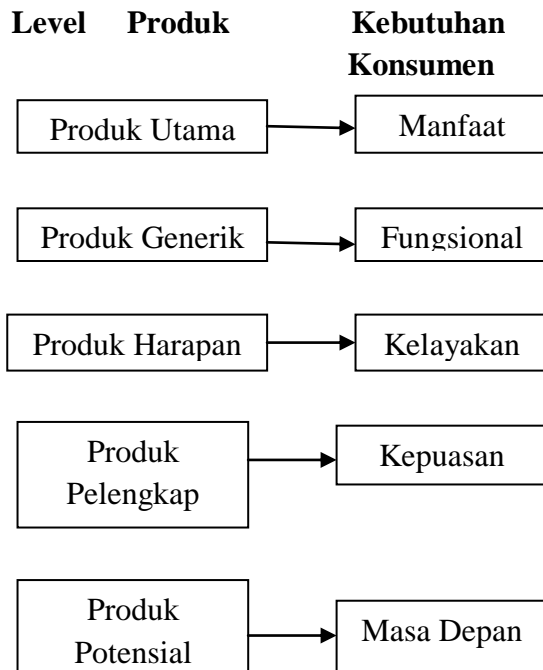 Level Produk Kebutuhan
Konsumen
Produk Utama Manfaat
Produk Generik Fungsional
Produk Harapan Kelayakan
Produk Kepuasan
Pelengkap
Produk Masa Depan
Potensial